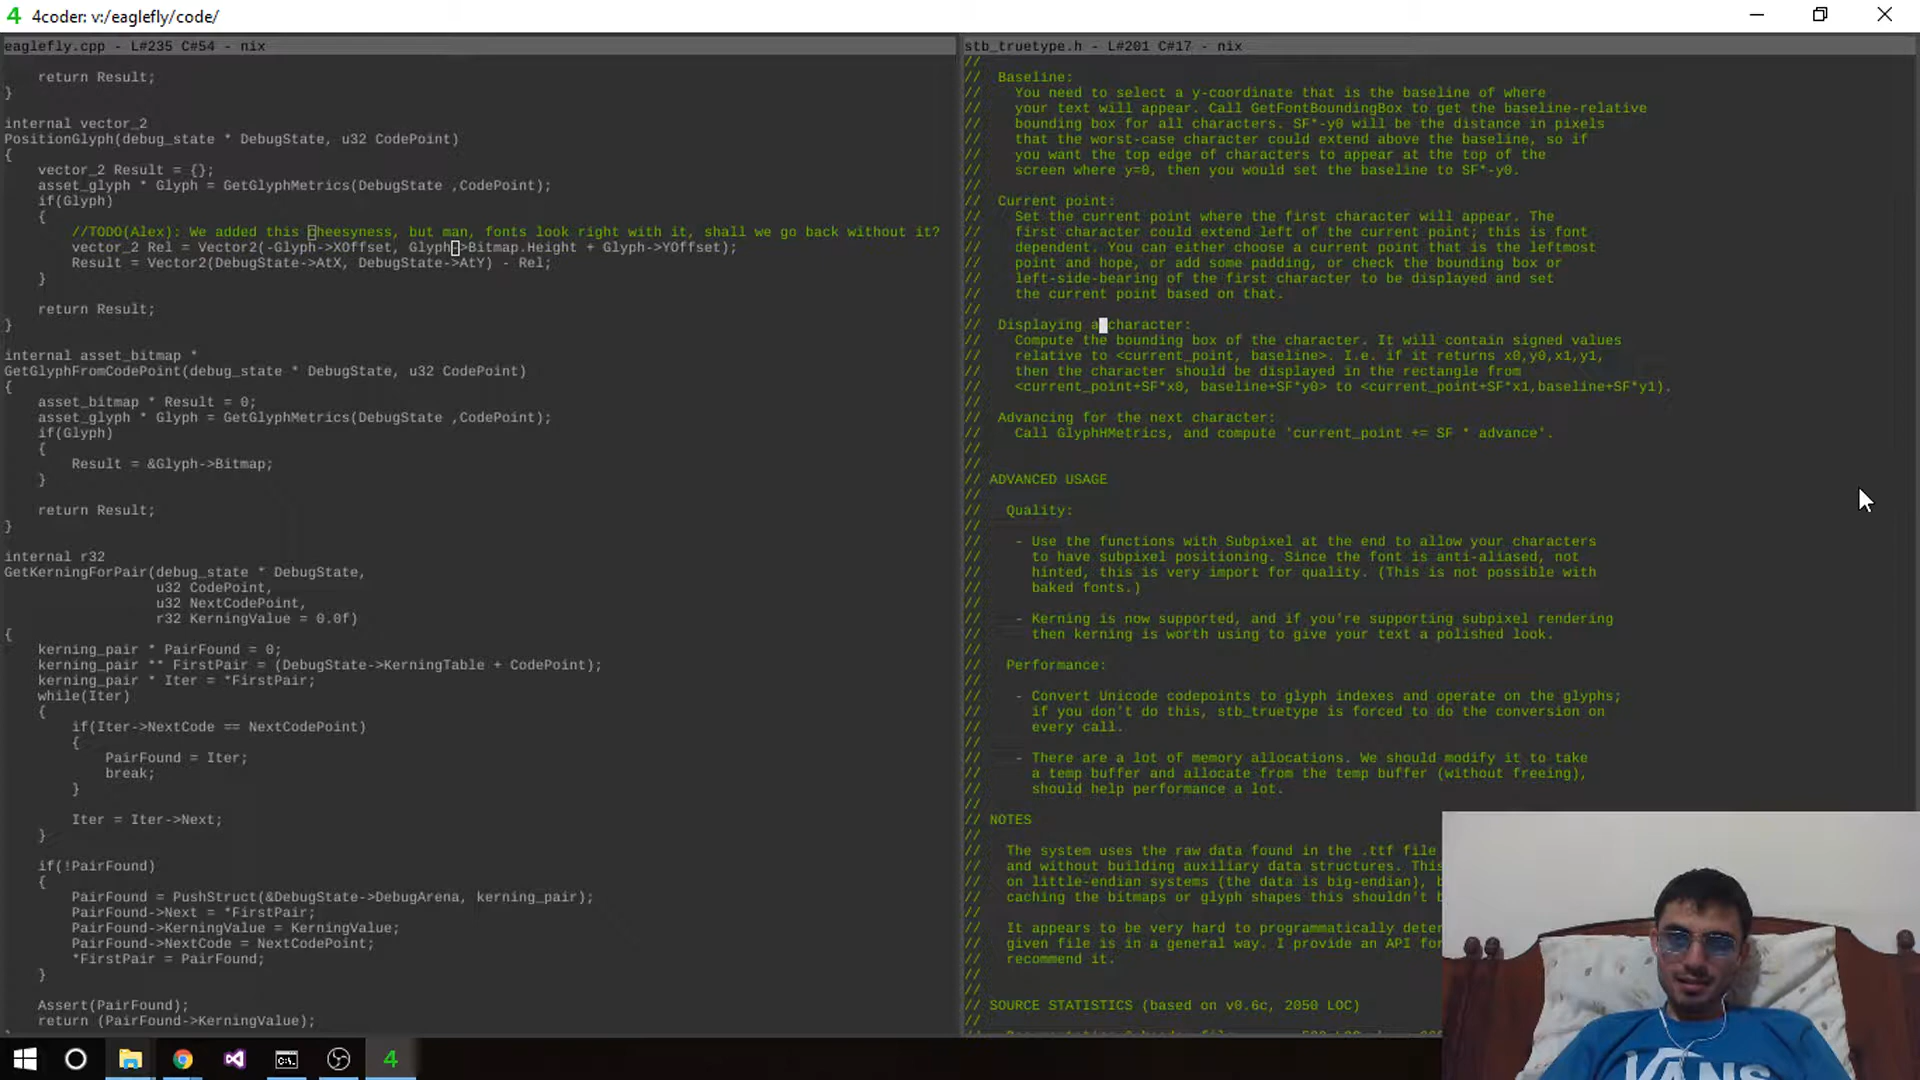 4 4coder: v:/eaglefly/code/
eaglefly.cpp - L#235 C#54 - nix
return Result;
}
internal vector_2
PositionGlyph(debug_state * DebugState, u32 CodePoint)
{
vector_2 Result = {};
asset_glyph * Glyph = GetGlyphMetrics(DebugState ,CodePoint);
if(Glyph)
{
//TODO(Alex): We added this cheesyness, but man, fonts look right with it, shall we go back without it?
vector_2 Rel = Vector2(-Glyph->XOffset, Glyph->Bitmap.Height + Glyph->YOffset);
Result = Vector2(DebugState->AtX, DebugState->AtY) - Rel;
}
return Result;
}
internal asset_bitmap *
GetGlyphFromCodePoint(debug_state * DebugState, u32 CodePoint)
{
asset_bitmap * Result = 0;
asset_glyph * Glyph = GetGlyphMetrics(DebugState ,CodePoint);
if(Glyph)
{
Result = &Glyph->Bitmap;
}
return Result;
}
internal r32
GetKerningForPair(debug_state * DebugState,
u32 CodePoint,
u32 NextCodePoint,
r32 KerningValue = 0.0f)
{
kerning_pair * PairFound = 0;
kerning_pair ** FirstPair = (DebugState->KerningTable + CodePoint);
kerning_pair * Iter = *FirstPair;
while(Iter)
{
if(Iter->NextCode == NextCodePoint)
{
PairFound = Iter;
break;
}
Iter = Iter->Next;
}
if(!PairFound)
{
PairFound = PushStruct(&DebugState->DebugArena, kerning_pair);
PairFound->Next = *FirstPair;
PairFound->KerningValue = KerningValue;
PairFound->NextCode = NextCodePoint;
*FirstPair = PairFound;
}
Assert(PairFound);
return (PairFound->KerningValue);
stb_truetype.h - L#201 C#17 - nix
//
// Baseline:
// You need to select a y-coordinate that is the baseline of where
// your text will appear. Call GetFontBoundingBox to get the baseline-relative
// bounding box for all characters. SF*-y0 will be the distance in pixels
// that the worst-case character could extend above the baseline, so if
// you want the top edge of characters to appear at the top of the
// screen where y=0, then you would set the baseline to SF*-y0.
//
// Current point:
// Set the current point where the first character will appear. The
// first character could extend left of the current point; this is font
// dependent. You can either choose a current point that is the leftmost
// point and hope, or add some padding, or check the bounding box or
// left-side-bearing of the first character to be displayed and set
// the current point based on that.
//
// Displaying a character:
// Compute the bounding box of the character. It will contain signed values
// relative to <current_point, baseline>. I.e. if it returns x0,y0,x1,y1,
// then the character should be displayed in the rectangle from
// <current_point+SF*x0, baseline+SF*y0> to <current_point+SF*x1,baseline+SF*y1).
//
// Advancing for the next character:
// Call GlyphHMetrics, and compute 'current_point += SF * advance'.
//
//
// ADVANCED USAGE
//
// Quality:
//
// - Use the functions with Subpixel at the end to allow your characters
// to have subpixel positioning. Since the font is anti-aliased, not
// hinted, this is very import for quality. (This is not possible with
// baked fonts.)
//
// - Kerning is now supported, and if you're supporting subpixel rendering
// then kerning is worth using to give your text a polished look.
//
// Performance:
//
// - Convert Unicode codepoints to glyph indexes and operate on the glyphs;
// if you don't do this, stb_truetype is forced to do the conversion on
// every call.
//
// - There are a lot of memory allocations. We should modify it to take
// a temp buffer and allocate from the temp buffer (without freeing),
// should help performance a lot.
//
// NOTES
//
// The system uses the raw data found in the .ttf file
// and without building auxiliary data structures. This
// on little-endian systems (the data is big-endian),
// caching the bitmaps or glyph shapes this shouldn't
//
// It appears to be very hard to programmatically
// given file is in a general way. I provide an API for
// recommend it.
//
//
// SOURCE STATISTICS (based on v0.6c, 2050 LOC)
//
4
VANS